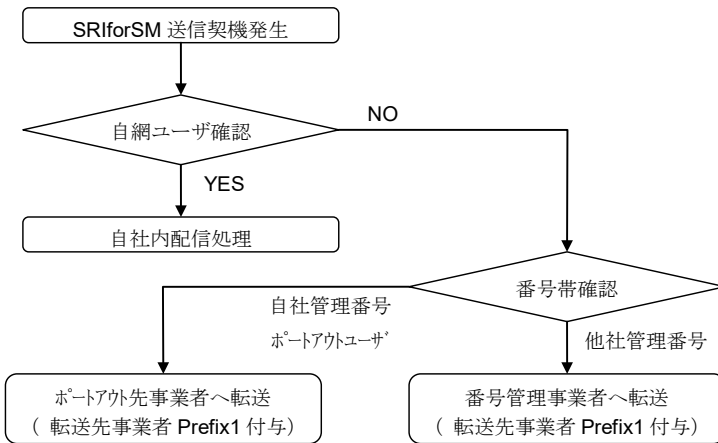 SRIforSM 送信契機発生
自網ユーザ確認
NO
YES
自社内配信処理
番号帯確認
自社管理番号
ﾎﾟｰﾄｱｳﾄﾕｰｻﾞ
他社管理番号
ﾎﾟｰﾄｱｳﾄ先事業者へ転送
( 転送先事業者 Prefix1 付与)
番号管理事業者へ転送
( 転送先事業者 Prefix1 付与)